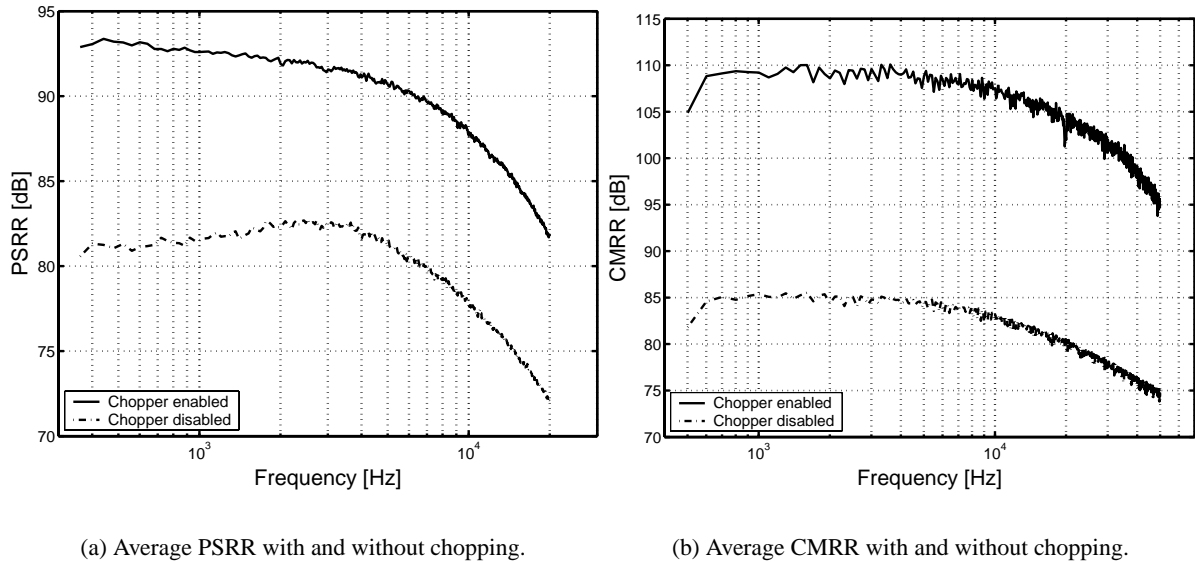 95
90
85
80
75
70
PSRR [dB]
Chopper enabled
Chopper disabled
10³
10⁴
Frequency [Hz]
(a) Average PSRR with and without chopping.
115
110
105
100
95
90
85
80
75
70
CMRR [dB]
Chopper enabled
Chopper disabled
10³
10⁴
Frequency [Hz]
(b) Average CMRR with and without chopping.